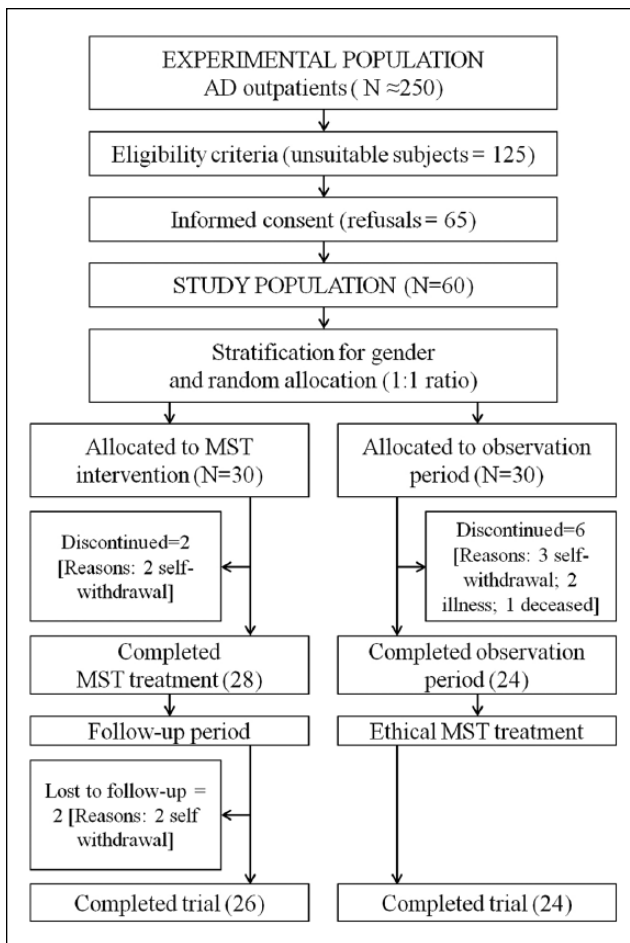 EXPERIMENTAL POPULATION
AD outpatients ( N ≈250)
Eligibility criteria (unsuitable subjects = 125)
Informed consent (refusals = 65)
STUDY POPULATION (N=60)
Stratification for gender
and random allocation (1:1 ratio)
Allocated to MST
intervention (N=30)
Allocated to observation
period (N=30)
Discontinued=2
[Reasons: 2 self-
withdrawal]
Discontinued=6
[Reasons: 3 self-
withdrawal; 2
illness; 1 deceased]
Completed
MST treatment (28)
Completed observation
period (24)
Follow-up period
Ethical MST treatment
Lost to follow-up =
2 [Reasons: 2 self
withdrawal]
Completed trial (26)
Completed trial (24)